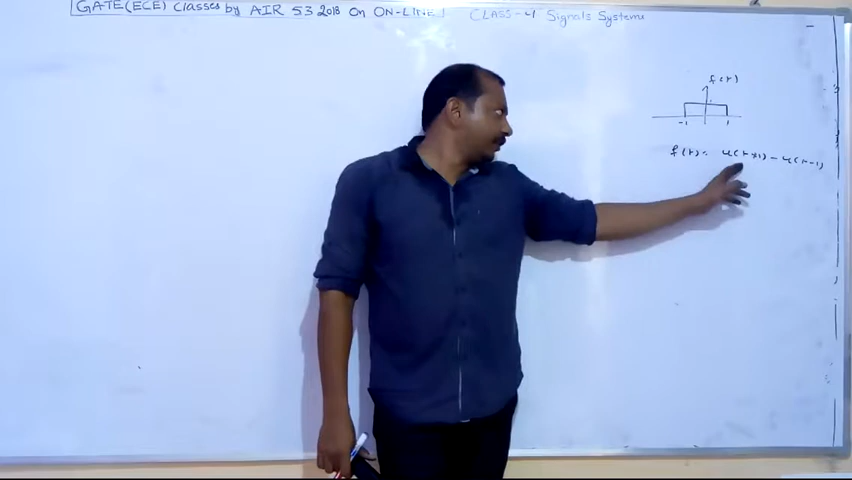 GATE(ECE) Classes by AIR 53 2018 on ON-LINE! CLASS-4 Signals Systems
f(t)
-1 1
f(t) = u(t+1) - u(t-1)